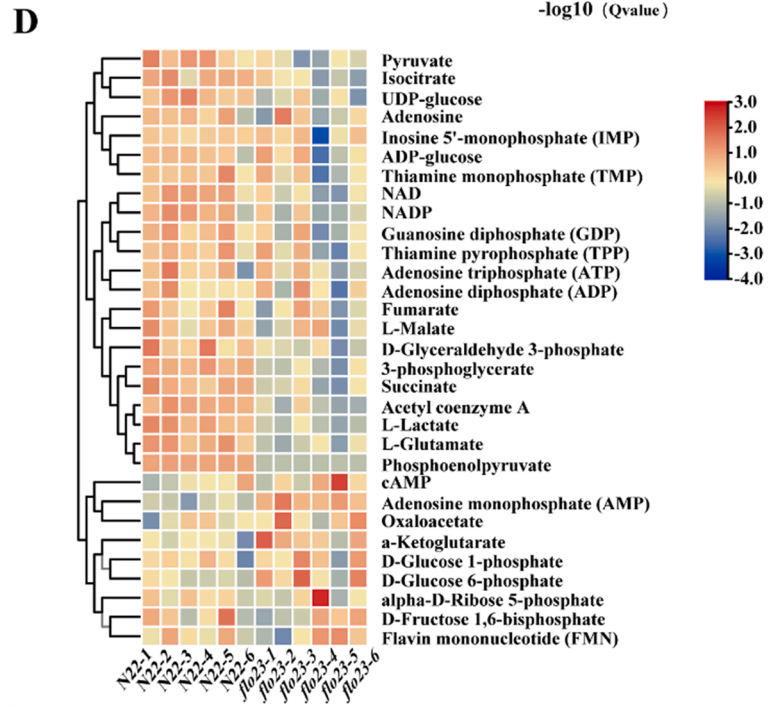 D
-log10 (Qvalue)
Pyruvate
Isocitrate
UDP-glucose
Adenosine
Inosine 5'-monophosphate (IMP)
ADP-glucose
Thiamine monophosphate (TMP)
NAD
NADP
Guanosine diphosphate (GDP)
Thiamine pyrophosphate (TPP)
Adenosine triphosphate (ATP)
Adenosine diphosphate (ADP)
Fumarate
L-Malate
D-Glyceraldehyde 3-phosphate
3-phosphoglycerate
Succinate
Acetyl coenzyme A
L-Lactate
L-Glutamate
Phosphoenolpyruvate
cAMP
Adenosine monophosphate (AMP)
Oxaloacetate
a-Ketoglutarate
D-Glucose 1-phosphate
D-Glucose 6-phosphate
alpha-D-Ribose 5-phosphate
D-Fructose 1,6-bisphosphate
Flavin mononucleotide (FMN)
3.0
2.0
1.0
0.0
-1.0
-2.0
-3.0
-4.0
N22-1
N22-2
N22-3
N22-4
N22-5
N22-6
flo23-1
flo23-2
flo23-3
flo23-4
flo23-5
flo23-6